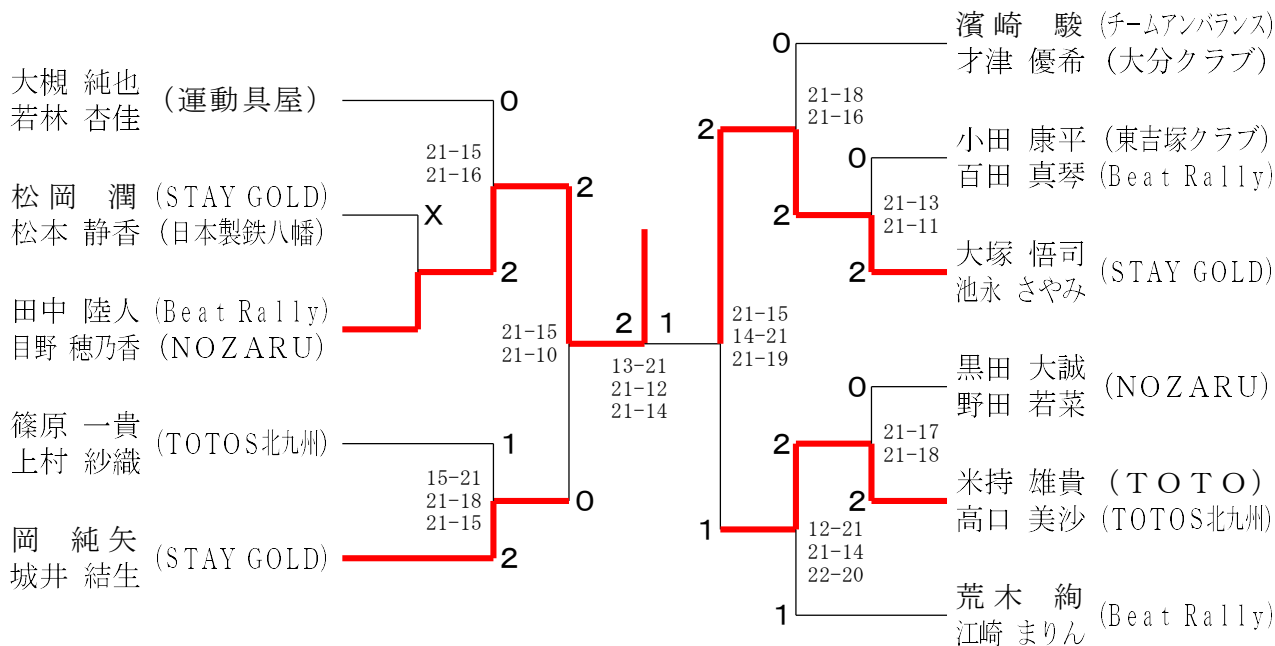 大槻 純也
若林 杏佳
(運動具屋)
0
21-15
21-16
松岡 潤 (STAY GOLD)
松本 静香 (日本製鉄八幡)
X
2
2
田中 陸人 (Beat Rally)
目野 穂乃香 (NOZARU)
21-15
21-10
篠原 一貴
上村 紗織
(TOTOS北九州)
1
15-21
21-18
21-15
0
岡 純矢
城井 結生
(STAY GOLD)
2
2
1
13-21
21-12
21-14
濱崎 駿 (チームアンバランス)
才津 優希 (大分クラブ)
0
21-18
21-16
2
小田 康平 (東吉塚クラブ)
百田 真琴 (Beat Rally)
0
21-13
21-11
2
大塚 悟司
池永 さやみ
(STAY GOLD)
2
21-15
14-21
21-19
黒田 大誠
野田 若菜
(NOZARU)
0
21-17
21-18
2
米持 雄貴 (TOTO)
高口 美沙 (TOTOS北九州)
2
1
12-21
21-14
22-20
荒木 絢
江崎 まりん
(Beat Rally)
1